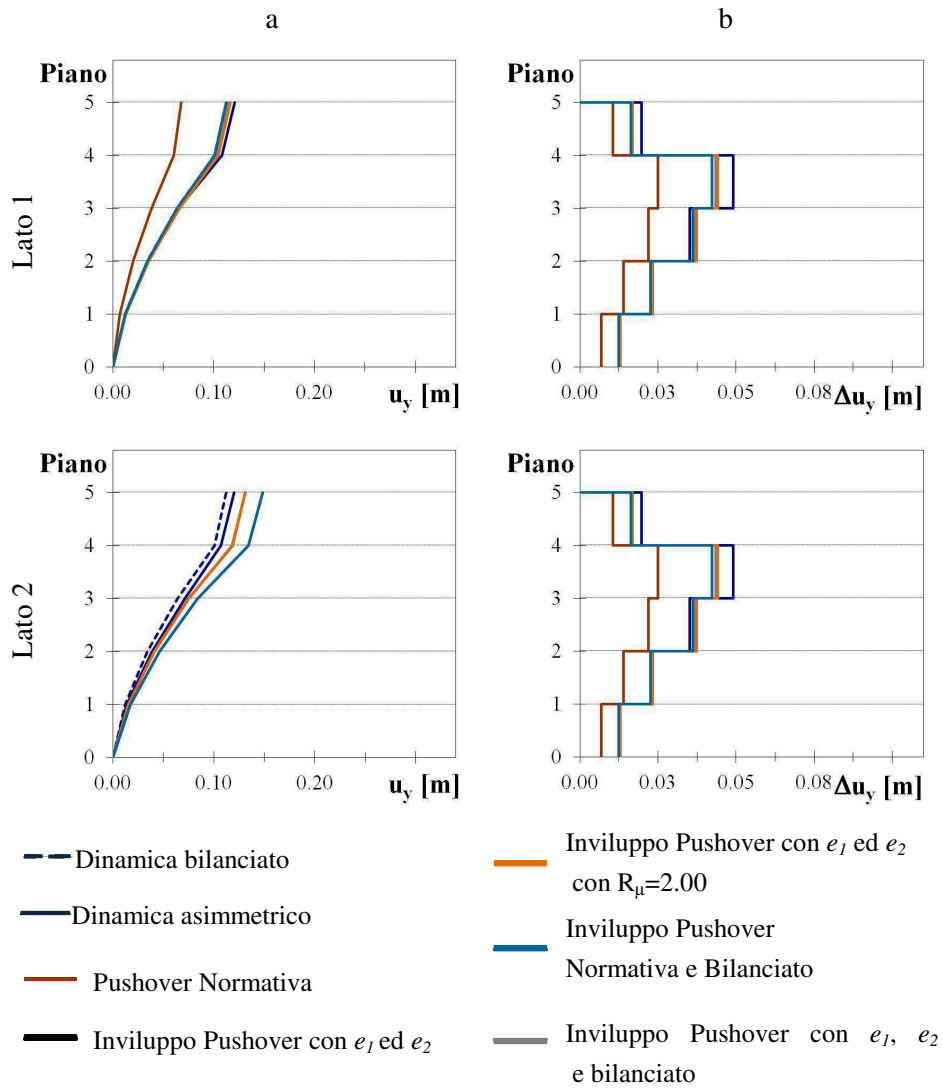 a
b
Piano
5
4
3
2
1
0
0.00 0.10 0.20 u_y [m]
Lato 1
Piano
5
4
3
2
1
0
0.00 0.03 0.05 0.08 Δu_y [m]
Piano
5
4
3
2
1
0
0.00 0.10 0.20 u_y [m]
Lato 2
Piano
5
4
3
2
1
0
0.00 0.03 0.05 0.08 Δu_y [m]
Dinamica bilanciato
Dinamica asimmetrico
Pushover Normativa
Inviluppo Pushover con e₁ ed e₂
Inviluppo Pushover con e₁ ed e₂
con Rμ=2.00
Inviluppo Pushover
Normativa e Bilanciato
Inviluppo Pushover con e₁, e₂
e bilanciato